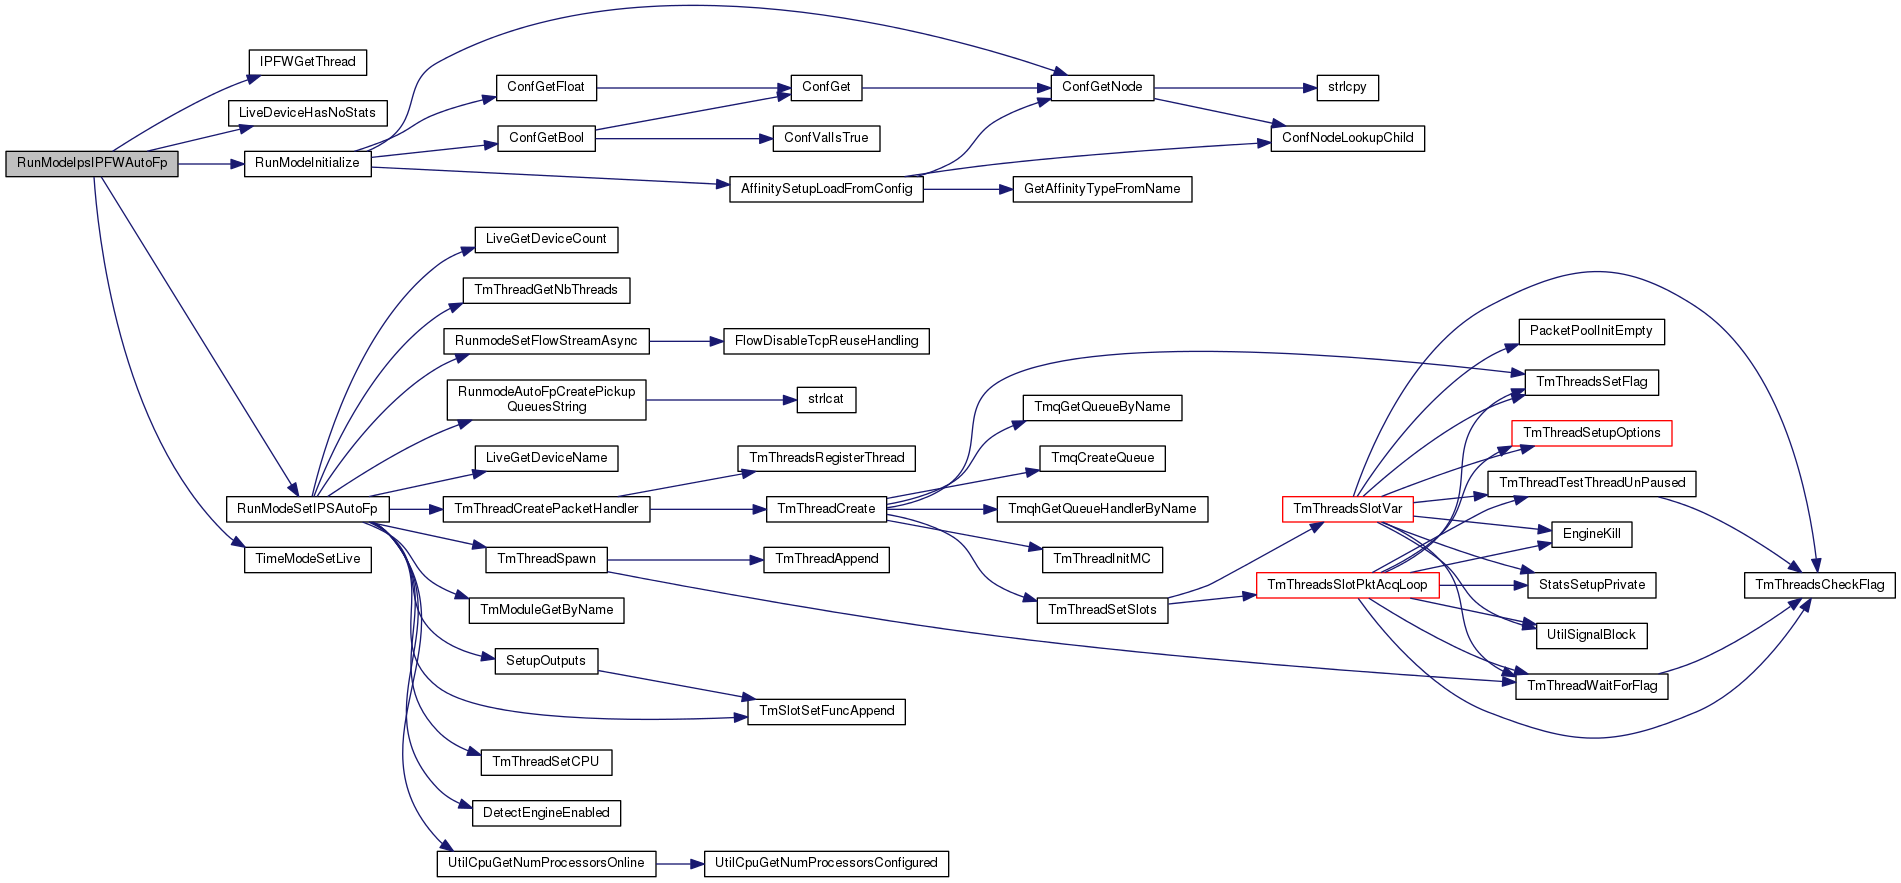 RunModeIpsIPFWAutoFp
IPFWGetThread
LiveDeviceHasNoStats
RunModeInitialize
ConfGetFloat
ConfGetBool
ConfGet
ConfValIsTrue
AffinitySetupLoadFromConfig
ConfGetNode
GetAffinityTypeFromName
strlcpy
ConfNodeLookupChild
RunModeSetIPSAutoFp
TimeModeSetLive
LiveGetDeviceCount
TmThreadGetNbThreads
RunmodeSetFlowStreamAsync
FlowDisableTcpReuseHandling
RunmodeAutoFpCreatePickup
QueuesString
strlcat
LiveGetDeviceName
TmThreadCreatePacketHandler
TmThreadsRegisterThread
TmThreadCreate
TmThreadSpawn
TmThreadAppend
TmModuleGetByName
SetupOutputs
TmSlotSetFuncAppend
TmThreadSetCPU
DetectEngineEnabled
UtilCpuGetNumProcessorsOnline
UtilCpuGetNumProcessorsConfigured
TmqGetQueueByName
TmqCreateQueue
TmqhGetQueueHandlerByName
TmThreadInitMC
TmThreadSetSlots
TmThreadsSlotVar
TmThreadsSlotPktAcqLoop
PacketPoolInitEmpty
TmThreadsSetFlag
TmThreadSetupOptions
TmThreadTestThreadUnPaused
EngineKill
StatsSetupPrivate
UtilSignalBlock
TmThreadWaitForFlag
TmThreadsCheckFlag